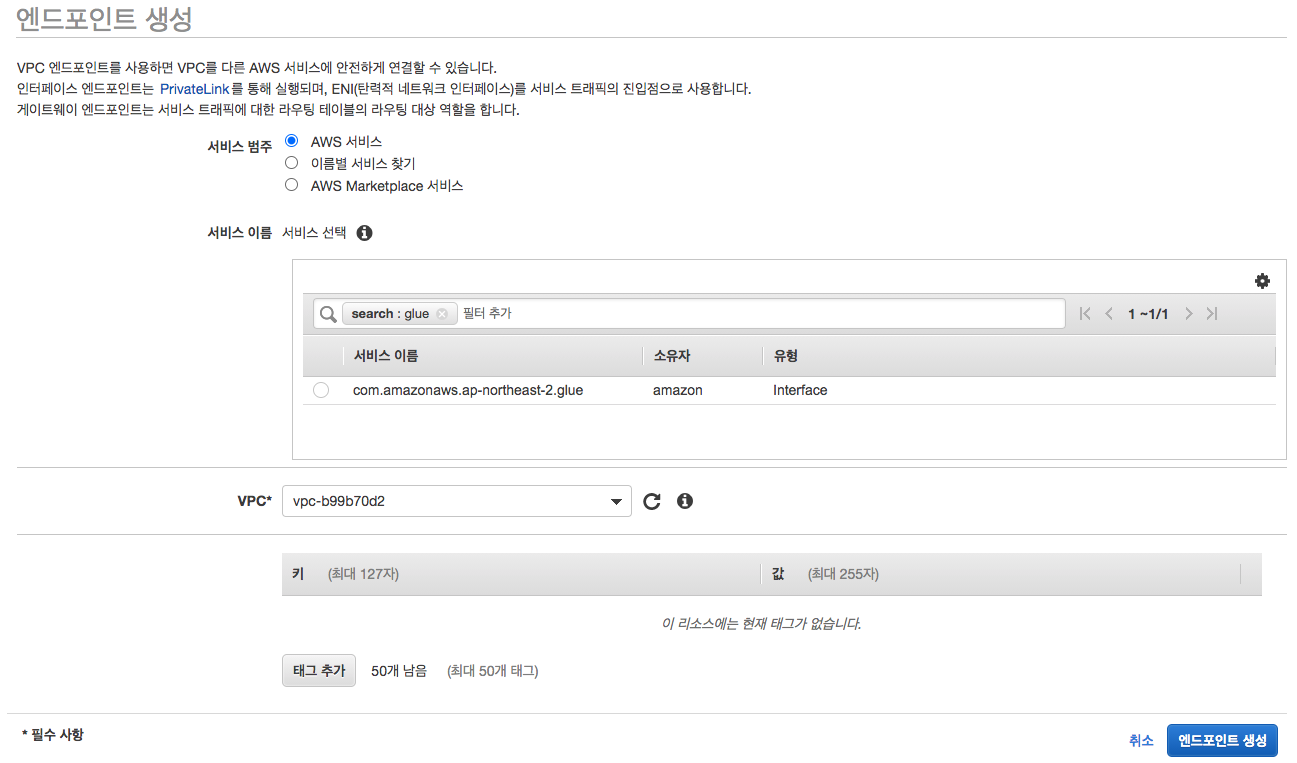 엔드포인트 생성
VPC 엔드포인트를 사용하면 VPC를 다른 AWS 서비스에 안전하게 연결할 수 있습니다.
인터페이스 엔드포인트는 PrivateLink를 통해 실행되며, ENI(탄력적 네트워크 인터페이스)를 서비스 트래픽의 진입점으로 사용합니다.
게이트웨이 엔드포인트는 서비스 트래픽에 대한 라우팅 테이블의 라우팅 대상 역할을 합니다.
서비스 범주 AWS 서비스
이름별 서비스 찾기
AWS Marketplace 서비스
서비스 이름 서비스 선택
search : glue 필터 추가 1 ~1/1
서비스 이름 소유자 유형
com.amazonaws.ap-northeast-2.glue amazon Interface
VPC* vpc-b99b70d2
키 (최대 127자) 값 (최대 255자)
이 리소스에는 현재 태그가 없습니다.
태그 추가 50개 남음 (최대 50개 태그)
* 필수 사항 취소 엔드포인트 생성